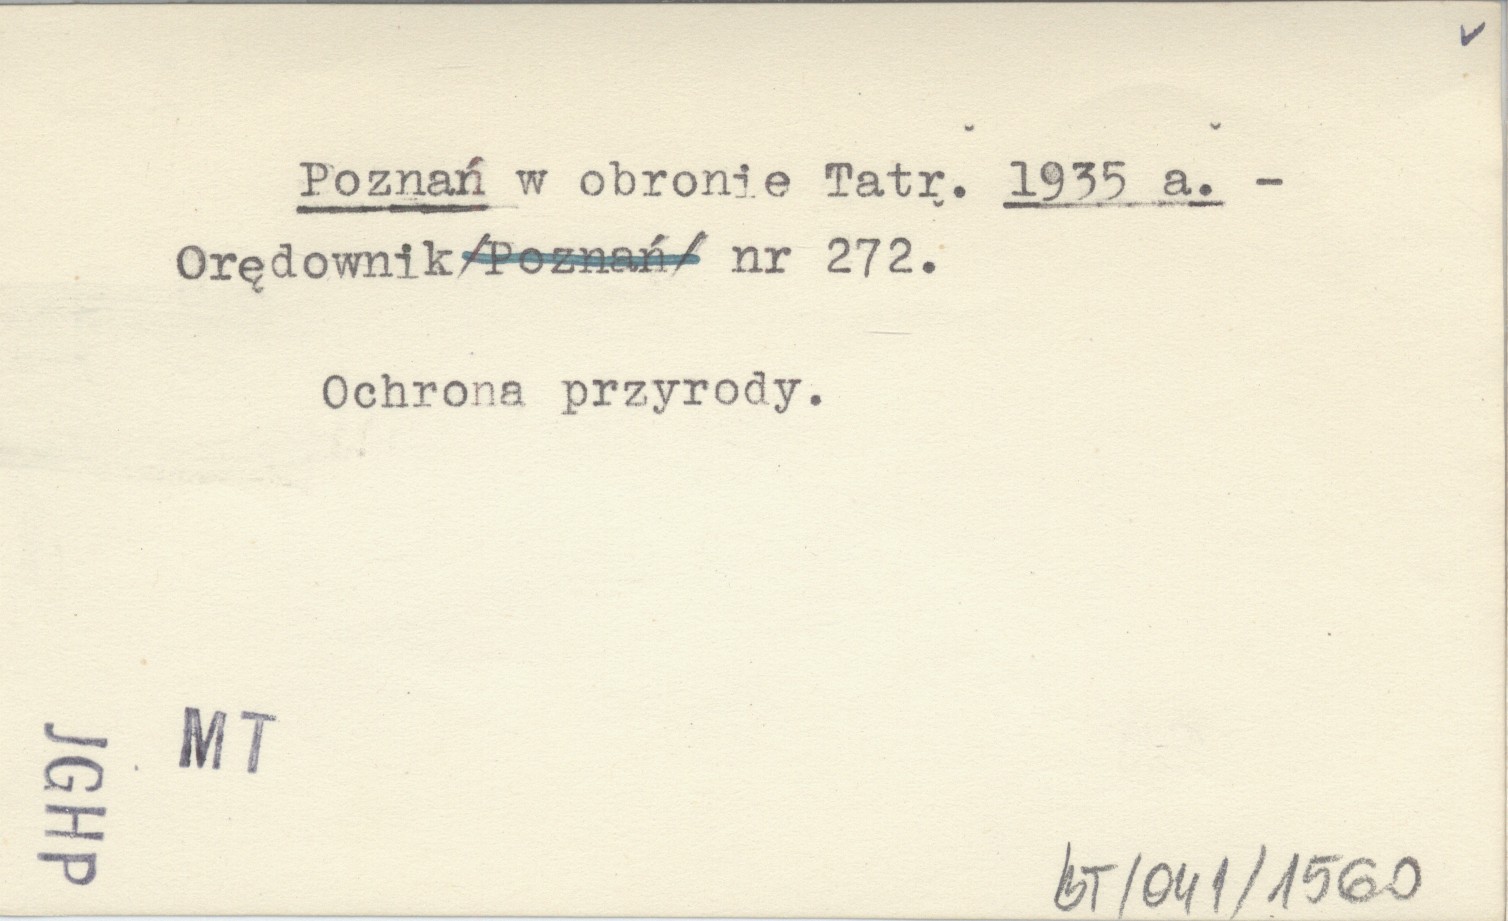 Poznań w obronie Tatr. 1935 a. -
Orędownik/Poznań/ nr 272.
Ochrona przyrody.
MT
JGHP
BT/041/1560